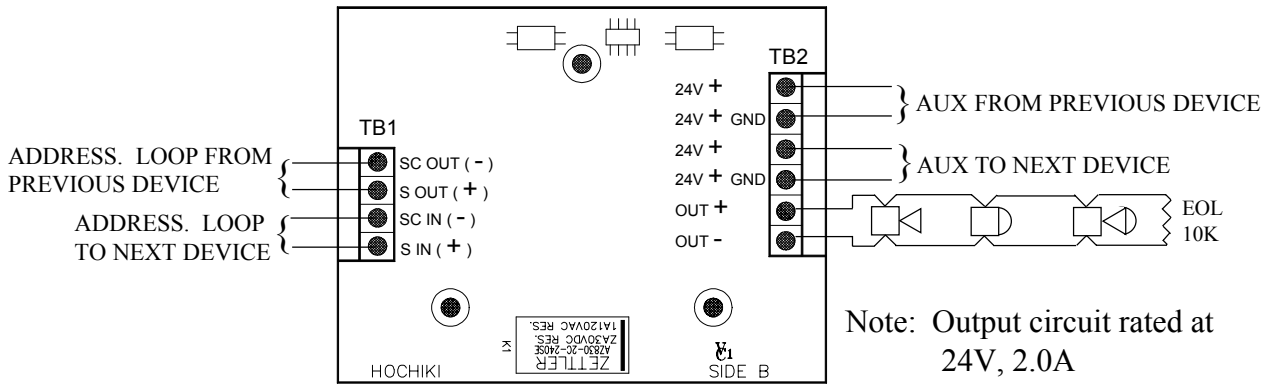 TB2
24V +
24V + GND
24V +
24V + GND
OUT +
OUT -
AUX FROM PREVIOUS DEVICE
AUX TO NEXT DEVICE
EOL
10K
TB1
SC OUT ( - )
S OUT ( + )
SC IN ( - )
S IN ( + )
ADDRESS. LOOP FROM
PREVIOUS DEVICE
ADDRESS. LOOP
TO NEXT DEVICE
Note: Output circuit rated at
24V, 2.0A
K1
ZETTLER
AZ830-2C-24DSE
2A30VDC RES.
1A120VAC RES.
HOCHIKI
SIDE B